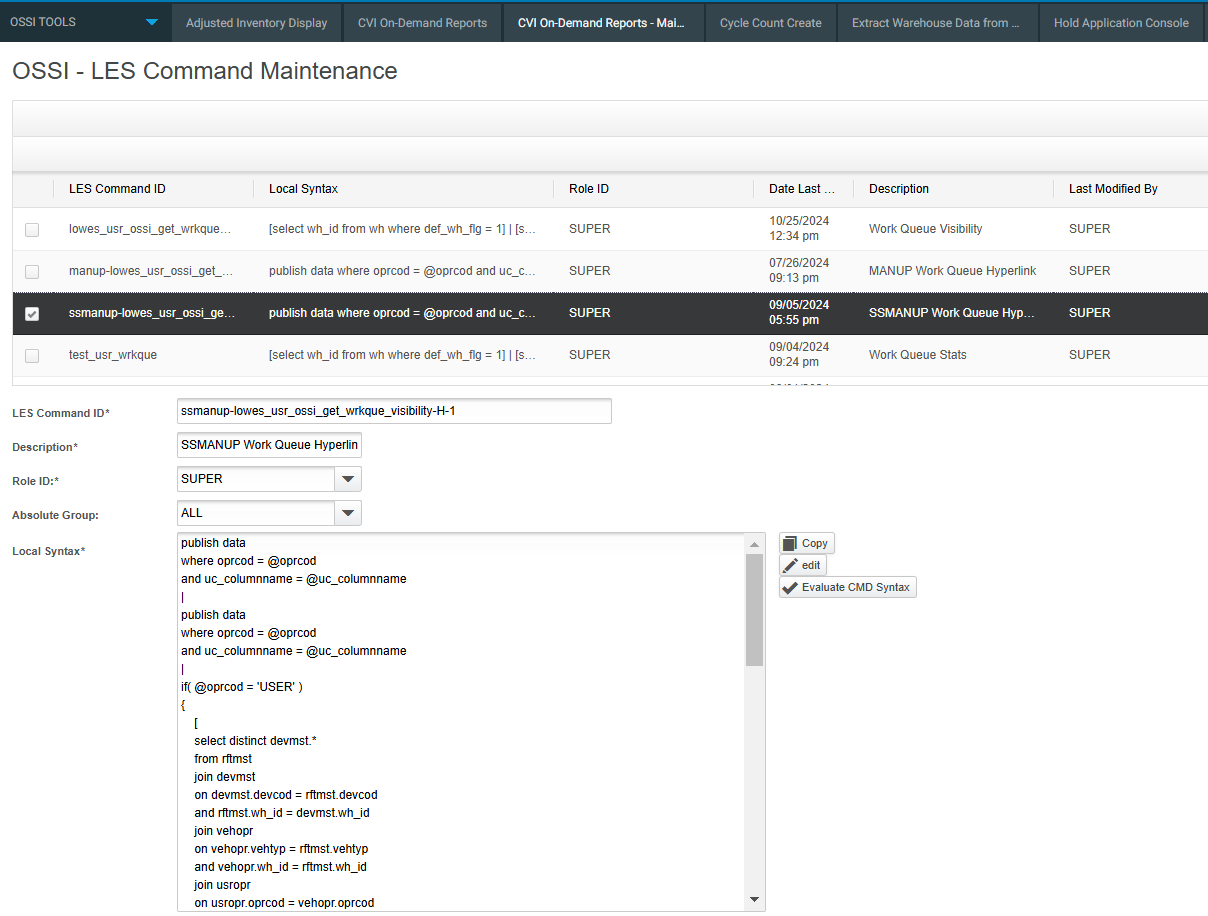 OSSI TOOLS Adjusted Inventory Display CVI On-Demand Reports CVI On-Demand Reports - Mai... Cycle Count Create Extract Warehouse Data from ... Hold Application Console
OSSI - LES Command Maintenance
LES Command ID Local Syntax Role ID Date Last ... Description Last Modified By
lowes_usr_ossi_get_wrkque... [select wh_id from wh where def_wh_flg = 1] | [s... SUPER 10/25/2024 12:34 pm Work Queue Visibility SUPER
manup-lowes_usr_ossi_get_... publish data where oprcod = @oprcod and uc_c... SUPER 07/26/2024 09:13 pm MANUP Work Queue Hyperlink SUPER
ssmanup-lowes_usr_ossi_ge... publish data where oprcod = @oprcod and uc_c... SUPER 09/05/2024 05:55 pm SSMANUP Work Queue Hyp... SUPER
test_usr_wrkque [select wh_id from wh where def_wh_flg = 1] | [s... SUPER 09/04/2024 09:24 pm Work Queue Stats SUPER
LES Command ID* ssmanup-lowes_usr_ossi_get_wrkque_visibility-H-1
Description* SSMANUP Work Queue Hyperlin
Role ID:* SUPER
Absolute Group: ALL
Local Syntax*
publish data
where oprcod = @oprcod
and uc_columnname = @uc_columnname
|
publish data
where oprcod = @oprcod
and uc_columnname = @uc_columnname
|
if( @oprcod = 'USER' )
{
[
select distinct devmst.*
from rftmst
join devmst
on devmst.devcod = rftmst.devcod
and rftmst.wh_id = devmst.wh_id
join vehopr
on vehopr.vehtyp = rftmst.vehtyp
and vehopr.wh_id = rftmst.wh_id
join usropr
on usropr.oprcod = vehopr.oprcod
Copy
edit
Evaluate CMD Syntax